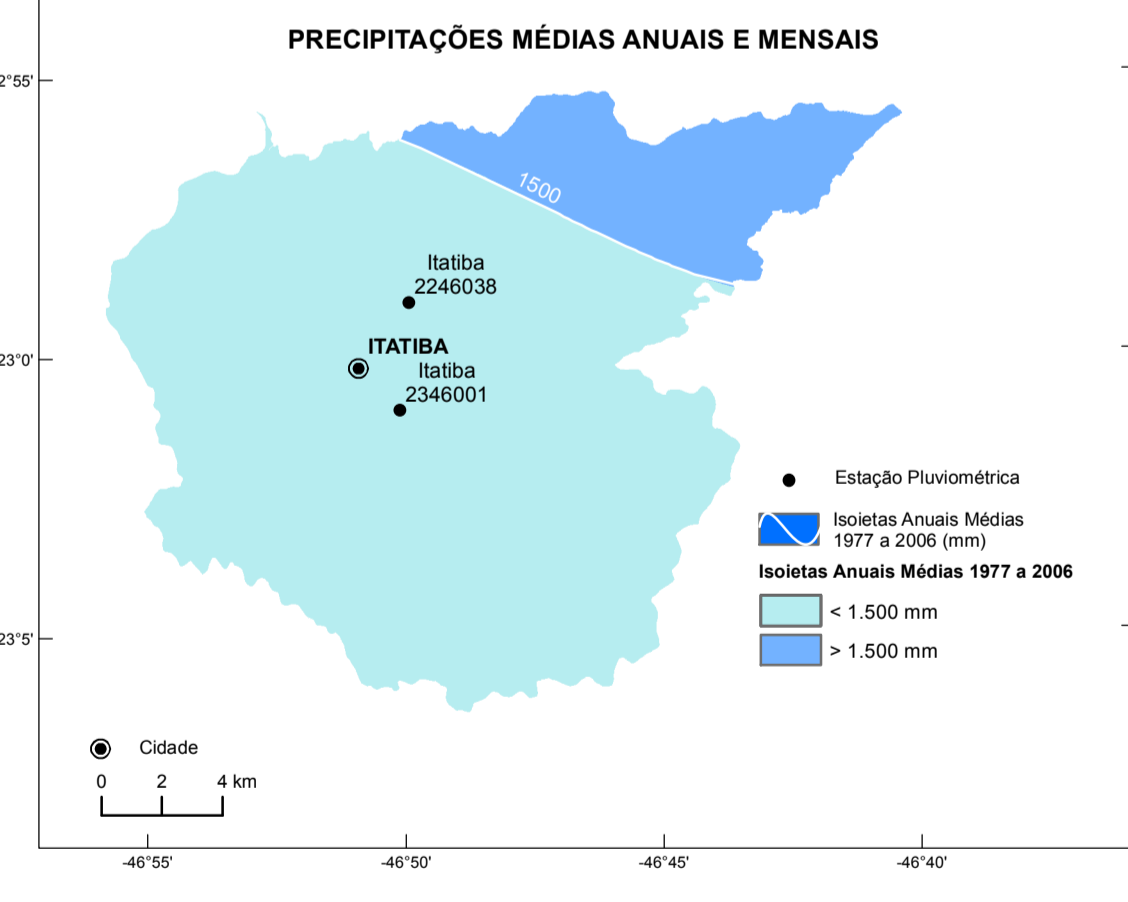 PRECIPITAÇÕES MÉDIAS ANUAIS E MENSAIS
2°55'
1500
Itatiba
2246038
ITATIBA
23°0'
Itatiba
2346001
Estação Pluviométrica
Isoietas Anuais Médias
1977 a 2006 (mm)
Isoietas Anuais Médias 1977 a 2006
< 1.500 mm
23°5'
> 1.500 mm
Cidade
0 2 4 km
-46°55' -46°50' -46°45' -46°40'